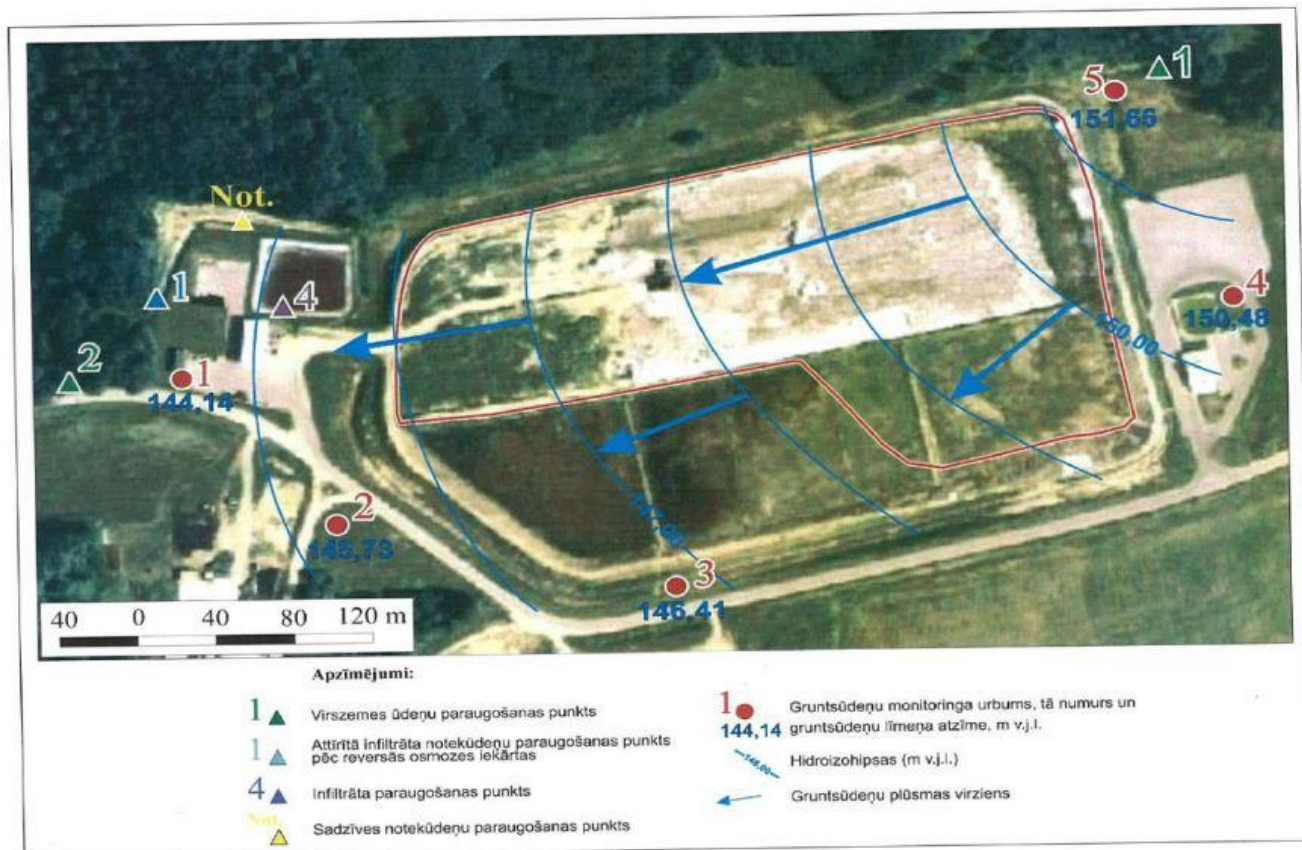 1
5
151,66
Not.
1
4
4
150,48
150,00
2
1
144,14
2
145,73
147,00
3
146,41
40 0 40 80 120 m
Apzīmējumi:
1 Virszemes ūdeņu paraugošanas punkts
1 Attīrītā infiltrāta notekūdeņu paraugošanas punkts
pēc reversās osmozes iekārtas
4 Infiltrāta paraugošanas punkts
Not. Sadzīves notekūdeņu paraugošanas punkts
1 Gruntsūdeņu monitoringa urbums, tā numurs un
144,14 gruntsūdeņu līmeņa atzīme, m v.j.l.
146,00 Hidroizohipsas (m v.j.l.)
Gruntsūdeņu plūsmas virziens